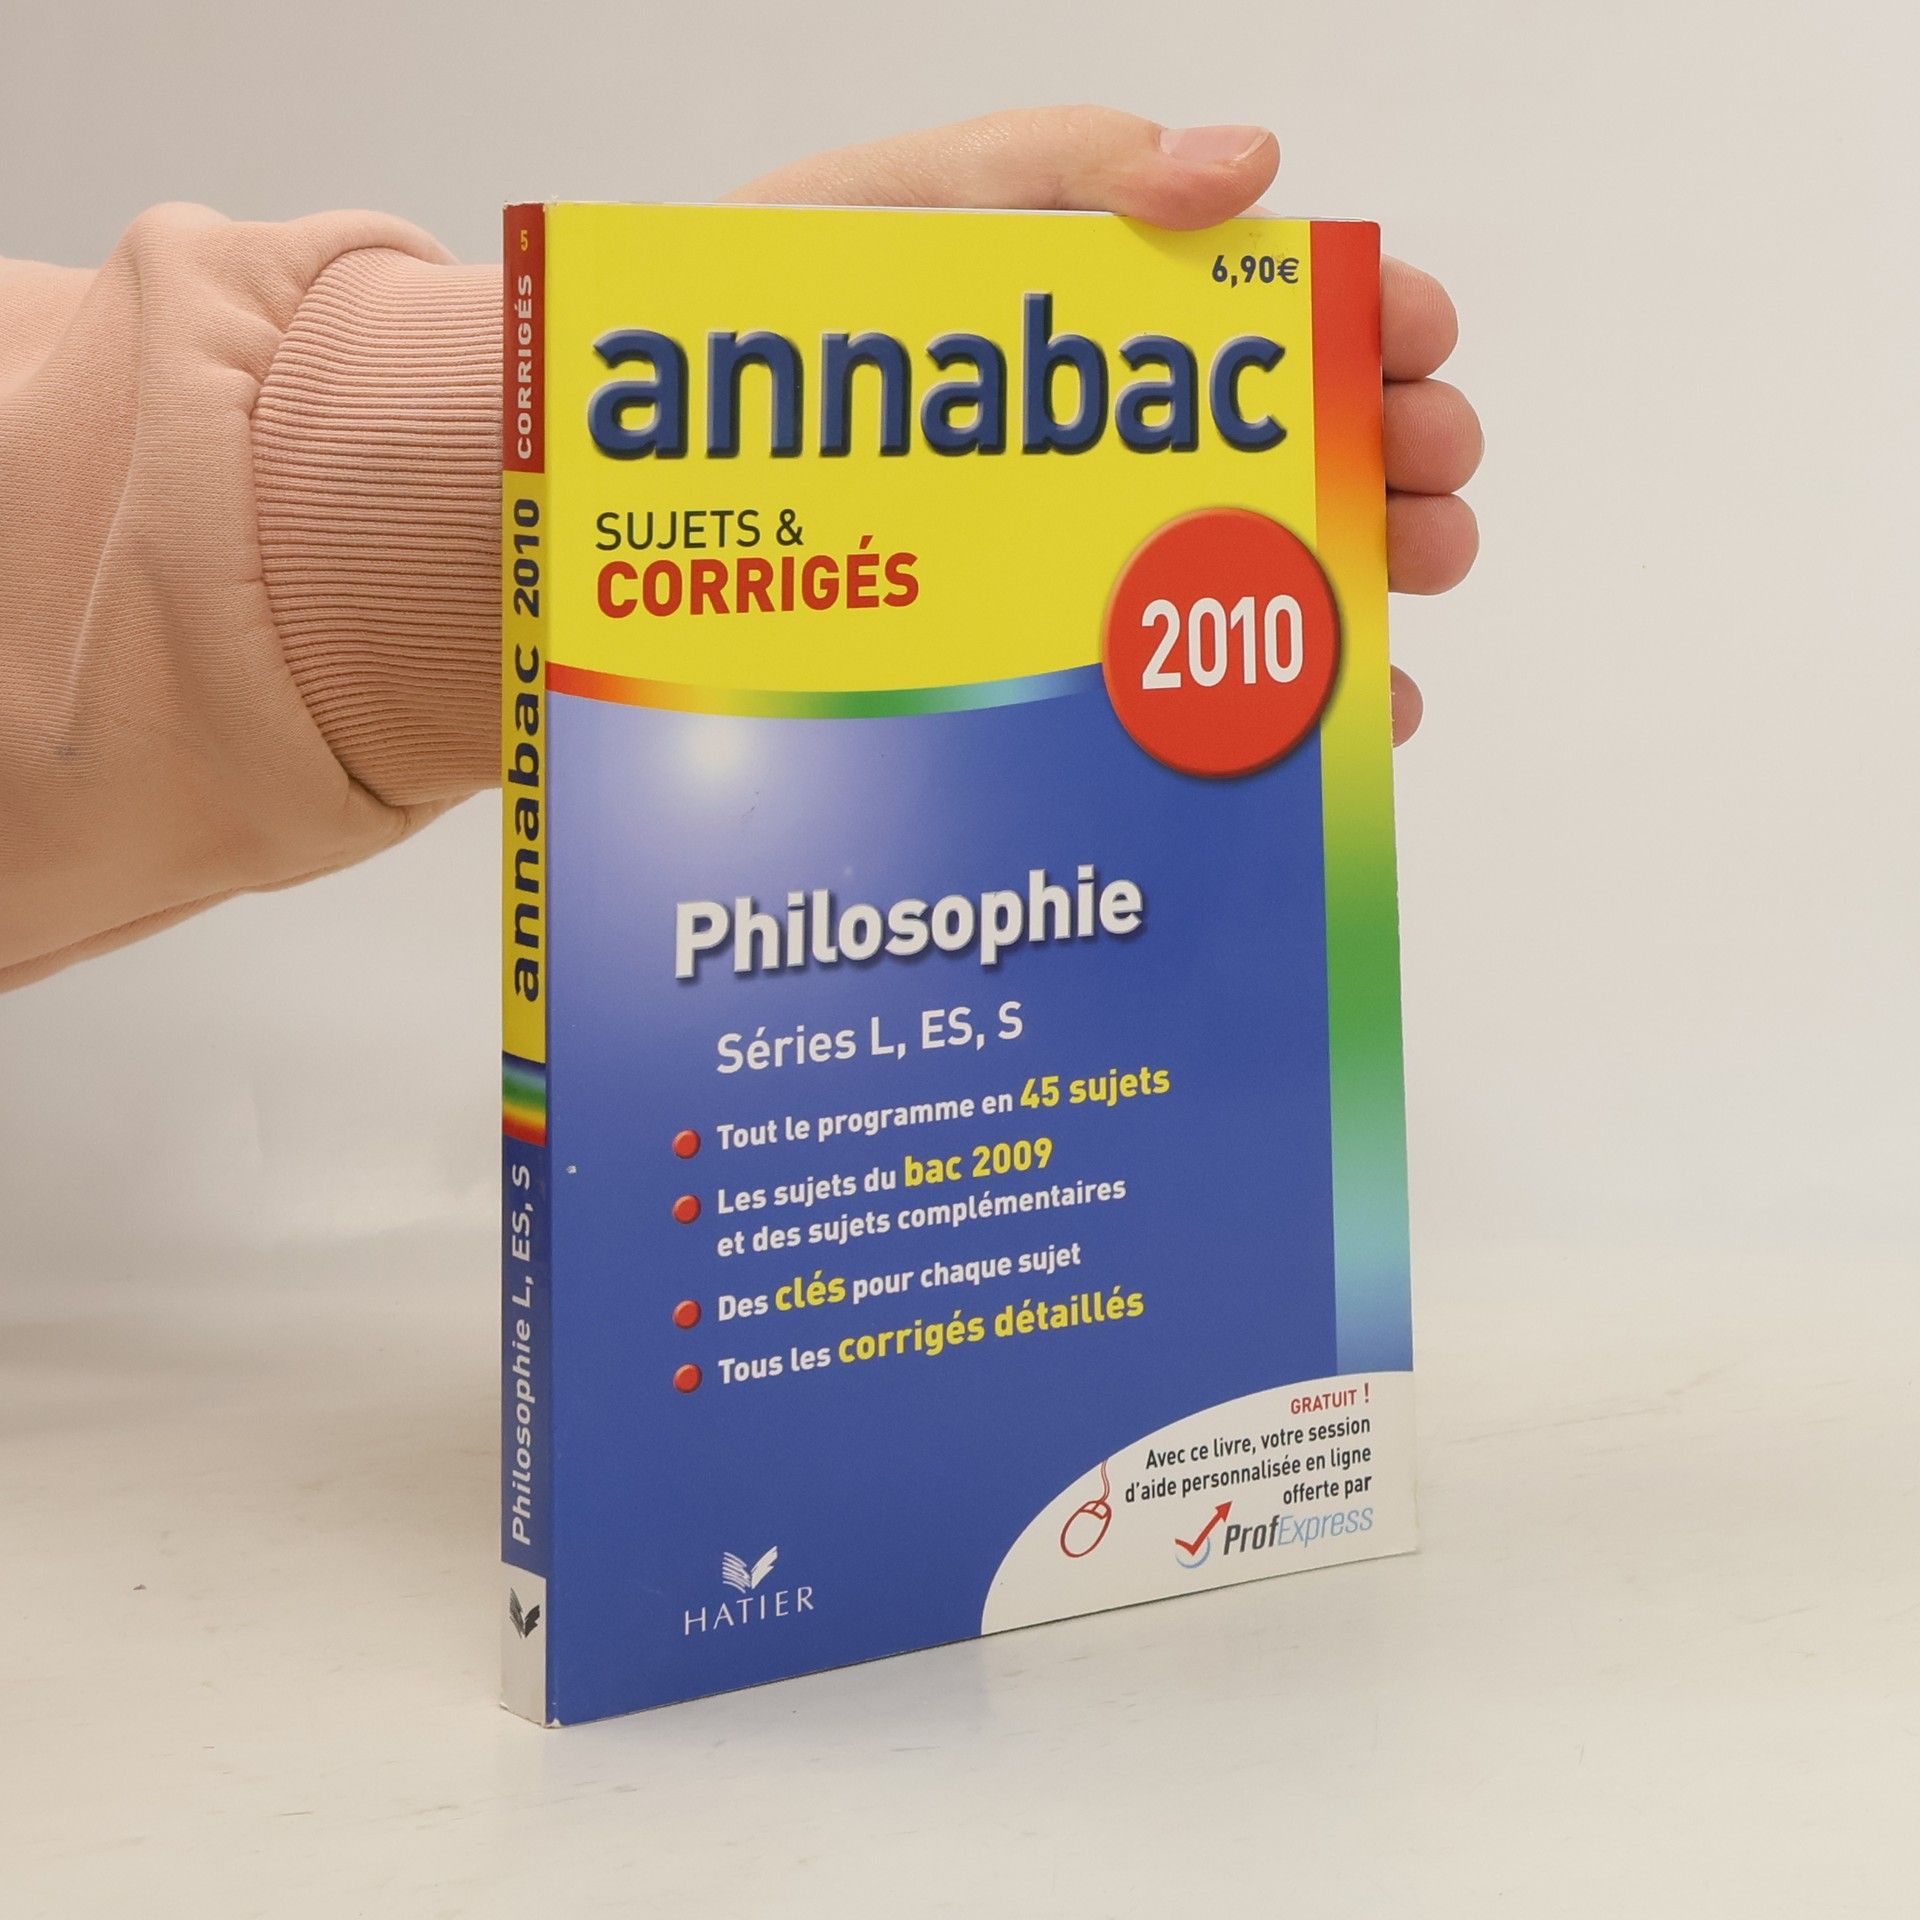 CORRIGÉS 5
annabac 2010
Philosophie L, ES, S
6,90€
annabac
SUJETS &
CORRIGÉS
2010
Philosophie
Séries L, ES, S
Tout le programme en 45 sujets
Les sujets du bac 2009
et des sujets complémentaires
Des clés pour chaque sujet
Tous les corrigés détaillés
GRATUIT !
Avec ce livre, votre session
d'aide personnalisée en ligne
offerte par
ProfExpress
HATIER